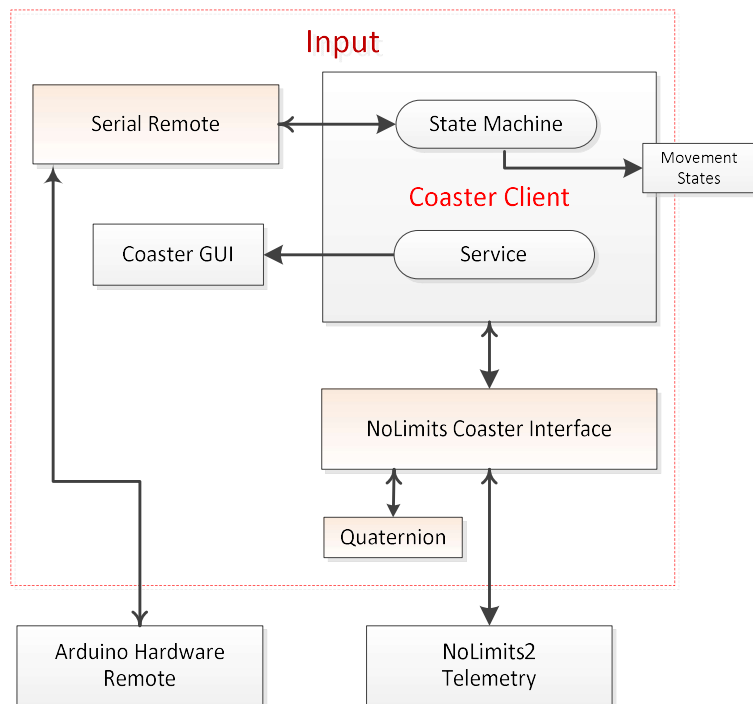 Input
Serial Remote
State Machine
Movement
States
Coaster Client
Coaster GUI
Service
NoLimits Coaster Interface
Quaternion
Arduino Hardware
Remote
NoLimits2
Telemetry